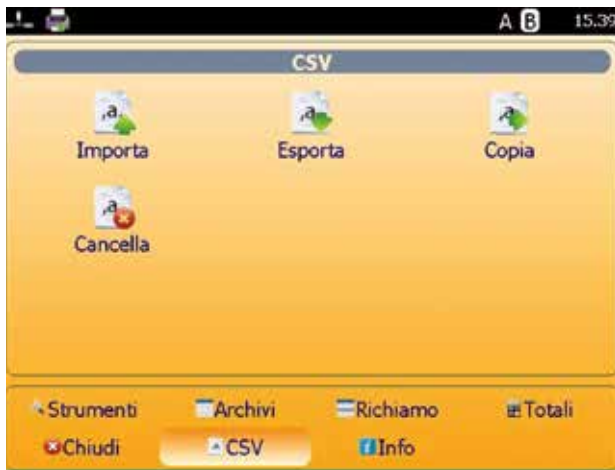 A B 15.39
CSV
Importa Esporta Copia
Cancella
Strumenti Archivi Richiamo Totali
Chiudi CSV Info